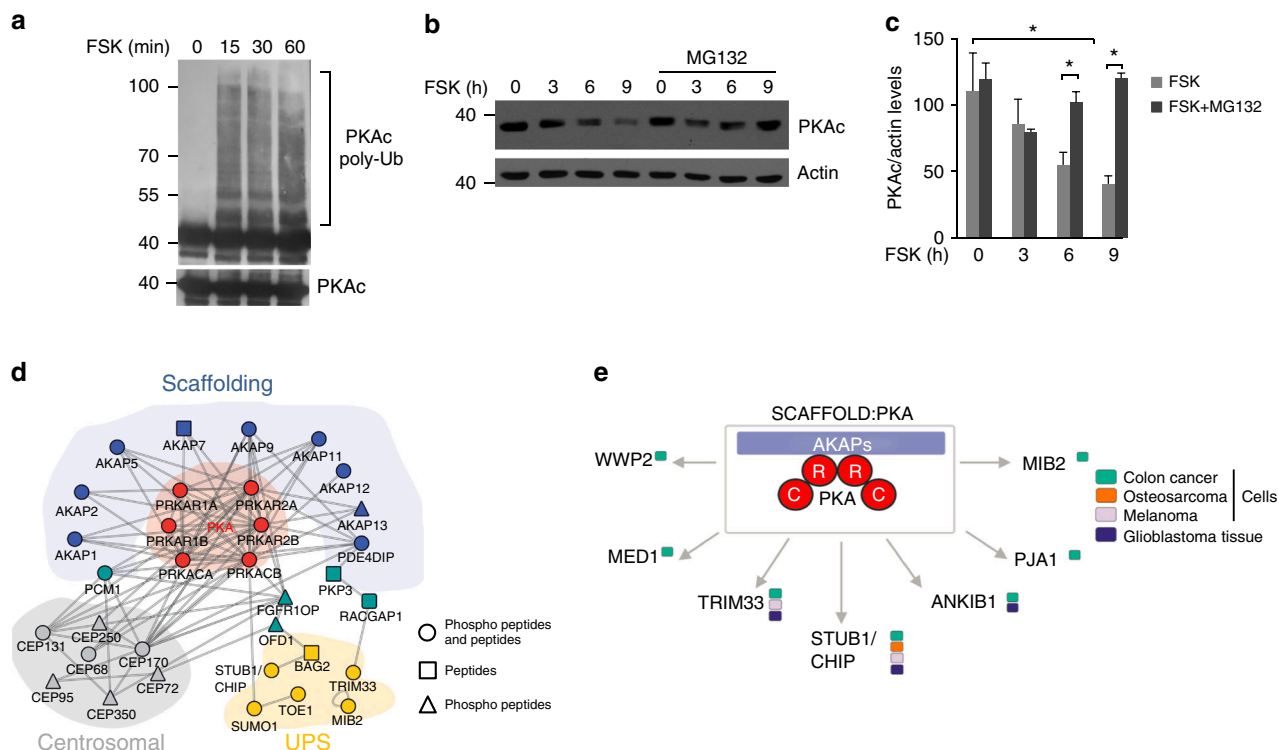 a
FSK (min) 0 15 30 60
100
70
55
40
40
PKAc
poly-Ub
PKAc
b
MG132
FSK (h) 0 3 6 9 0 3 6 9
40
PKAc
40
Actin
c
150
100
50
0
PKAc/actin levels
*
*
*
FSK
FSK+MG132
FSK (h) 0 3 6 9
d
Scaffolding
AKAP7
AKAP9
AKAP5
AKAP11
AKAP12
AKAP2
PRKAR1A
PRKAR2A
AKAP13
PKA
AKAP1
PRKAR1B
PRKAR2B
PDE4DIP
PRKACA
PRKACB
PCM1
PKP3
FGFR1OP
RACGAP1
CEP250
OFD1
CEP131
CEP68
CEP170
CEP95
CEP72
CEP350
STUB1/
CHIP
BAG2
TRIM33
TOE1
SUMO1
MIB2
Centrosomal
UPS
Phospho peptides
and peptides
Peptides
Phospho peptides
e
SCAFFOLD:PKA
AKAPs
R R
C PKA C
WWP2
MIB2
MED1
PJA1
TRIM33
ANKIB1
STUB1/
CHIP
Colon cancer
Osteosarcoma
Melanoma
Cells
Glioblastoma tissue